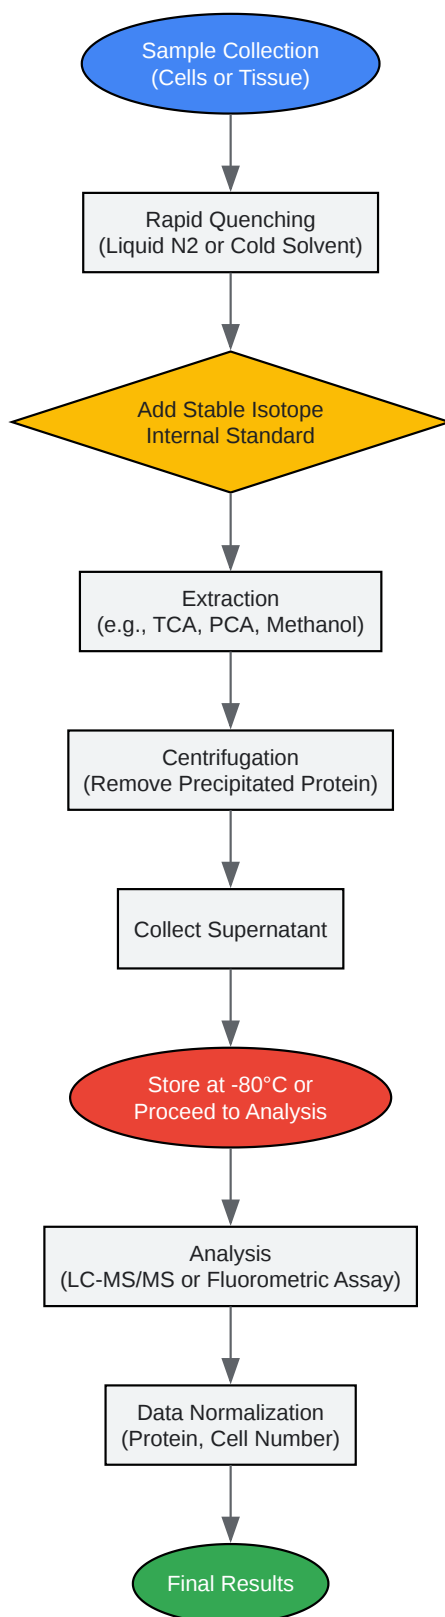 Sample Collection
(Cells or Tissue)
Rapid Quenching
(Liquid N2 or Cold Solvent)
Add Stable Isotope
Internal Standard
Extraction
(e.g., TCA, PCA, Methanol)
Centrifugation
(Remove Precipitated Protein)
Collect Supernatant
Store at -80°C or
Proceed to Analysis
Analysis
(LC-MS/MS or Fluorometric Assay)
Data Normalization
(Protein, Cell Number)
Final Results